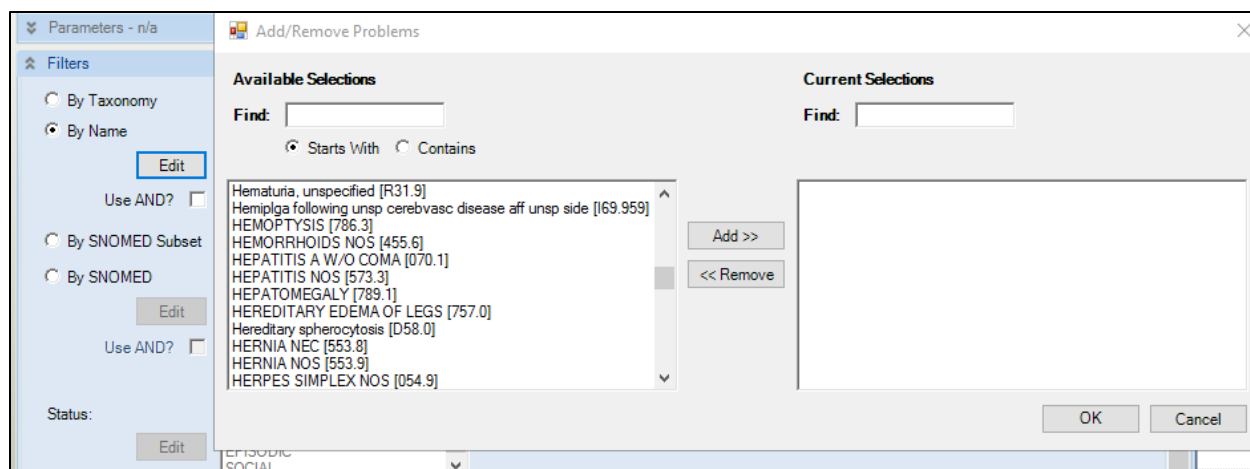 Parameters - n/a
Filters
By Taxonomy
By Name
Edit
Use AND?
By SNOMED Subset
By SNOMED
Edit
Use AND?
Status:
Edit
Add/Remove Problems
Available Selections
Find:
Starts With Contains
Hematuria, unspecified [R31.9]
Hemiplga following unsp cerebvasc disease aff unsp side [I69.959]
HEMOPTYSIS [786.3]
HEMORRHOIDS NOS [455.6]
HEPATITIS A W/O COMA [070.1]
HEPATITIS NOS [573.3]
HEPATOMEGALY [789.1]
HEREDITARY EDEMA OF LEGS [757.0]
Hereditary spherocytosis [D58.0]
HERNIA NEC [553.8]
HERNIA NOS [553.9]
HERPES SIMPLEX NOS [054.9]
Add >>
<< Remove
Current Selections
Find:
OK Cancel
EPISODIC
SOCIAL